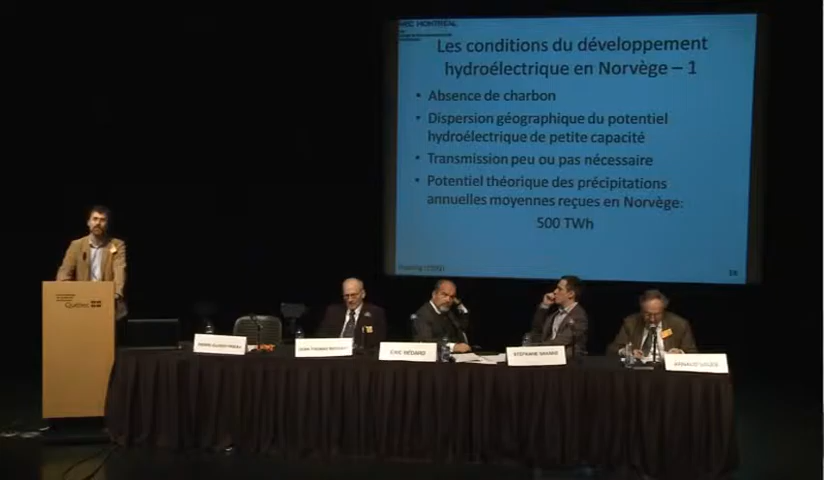 HEC MONTRÉAL
Les conditions du développement
hydroélectrique en Norvège – 1
• Absence de charbon
• Dispersion géographique du potentiel
hydroélectrique de petite capacité
• Transmission peu ou pas nécessaire
• Potentiel théorique des précipitations
annuelles moyennes reçues en Norvège:
500 TWh
Québec
ÉRIC BÉDARD